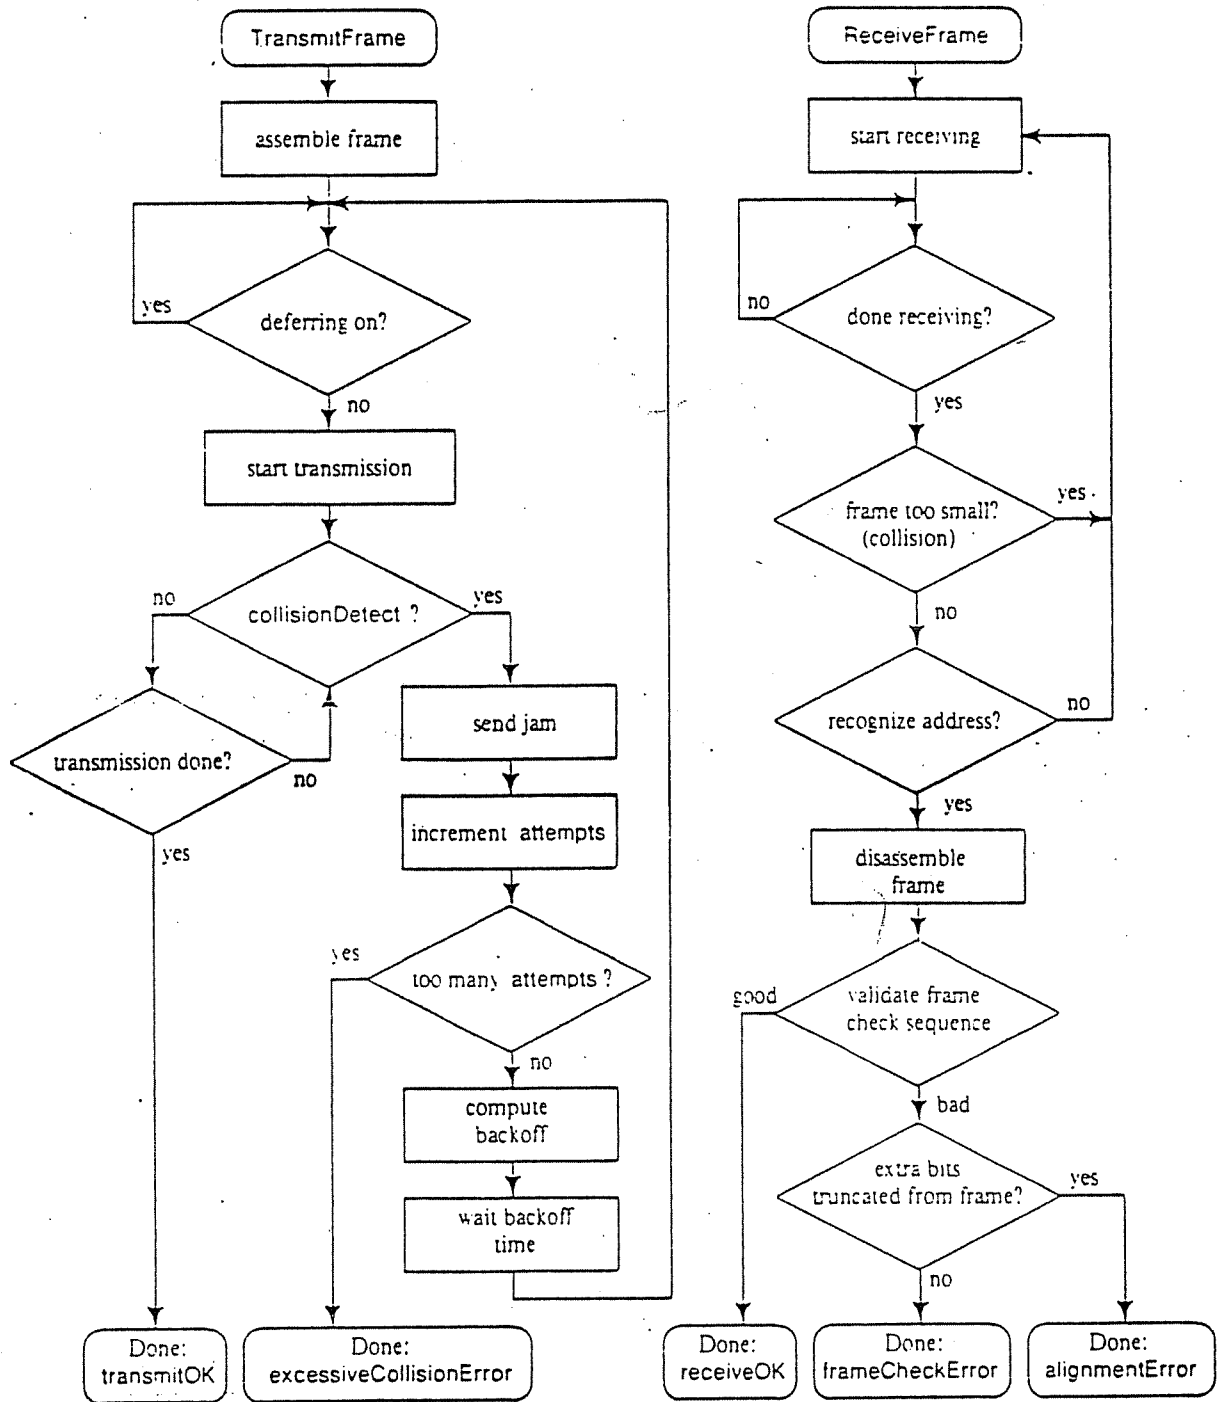 TransmitFrame
assemble frame
yes
deferring on?
no
start transmission
no
collisionDetect ?
yes
transmission done?
no
yes
send jam
increment attempts
yes
too many attempts ?
no
compute
backoff
wait backoff
time
Done:
transmitOK
Done:
excessiveCollisionError
ReceiveFrame
start receiving
no
done receiving?
yes
frame too small?
(collision)
yes
no
recognize address?
no
yes
disassemble
frame
good
validate frame
check sequence
bad
extra bits
truncated from frame?
yes
no
Done:
receiveOK
Done:
frameCheckError
Done:
alignmentError